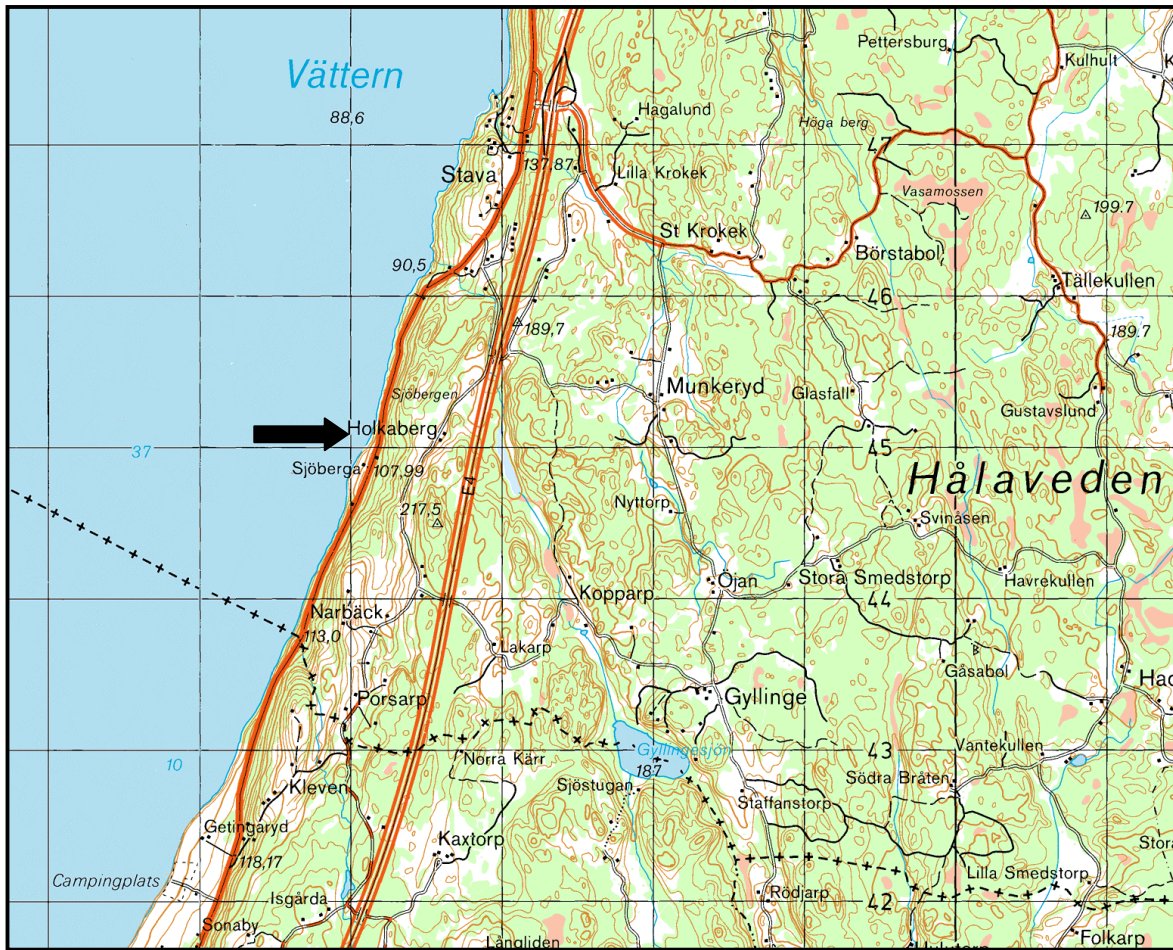 Pettersburg
Kulhult
K
Vättern
88,6
Hagalund
Höga berg
47
137,87
Stava
Lilla Krokek
Vasamossen
199.7
St Krokek
Börstabol
90,5
Tällekullen
46
189,7
189.7
Sjöbergen
Munkeryd
Glasfall
Gustavslund
Holkaberg
37
45
Sjöberga
107,99
E4
Hålaveden
217,5
Nyttorp
Svinåsen
Öjan
Stora Smedstorp
Havrekullen
Kopparp
44
Narbäck
113,0
Lakarp
Gåsabol
Porsarp
Gyllinge
Had
43
Vantekullen
Norra Kärr
Gyllingesjön
187
10
Sjöstugan
Södra Bråten
Kleven
Staffanstorp
Getingaryd
Kaxtorp
Stora
118,17
Lilla Smedstorp
Campingplats
Isgårda
Rödjarp
42
Sonaby
Långliden
Folkarp